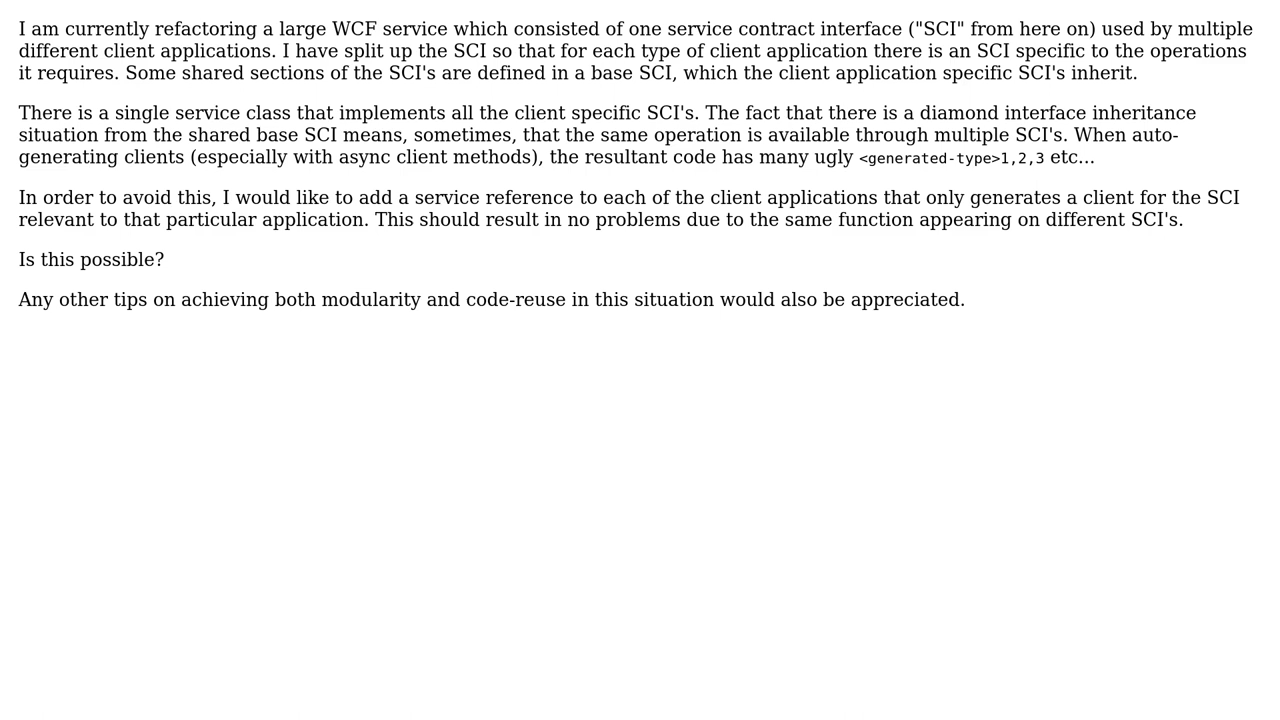 I am currently refactoring a large WCF service which consisted of one service contract interface ("SCI" from here on) used by multiple
different client applications. I have split up the SCI so that for each type of client application there is an SCI specific to the operations
it requires. Some shared sections of the SCI's are defined in a base SCI, which the client application specific SCI's inherit.
There is a single service class that implements all the client specific SCI's. The fact that there is a diamond interface inheritance
situation from the shared base SCI means, sometimes, that the same operation is available through multiple SCI's. When auto-
generating clients (especially with async client methods), the resultant code has many ugly <generated-type>1,2,3 etc...
In order to avoid this, I would like to add a service reference to each of the client applications that only generates a client for the SCI
relevant to that particular application. This should result in no problems due to the same function appearing on different SCI's.
Is this possible?
Any other tips on achieving both modularity and code-reuse in this situation would also be appreciated.